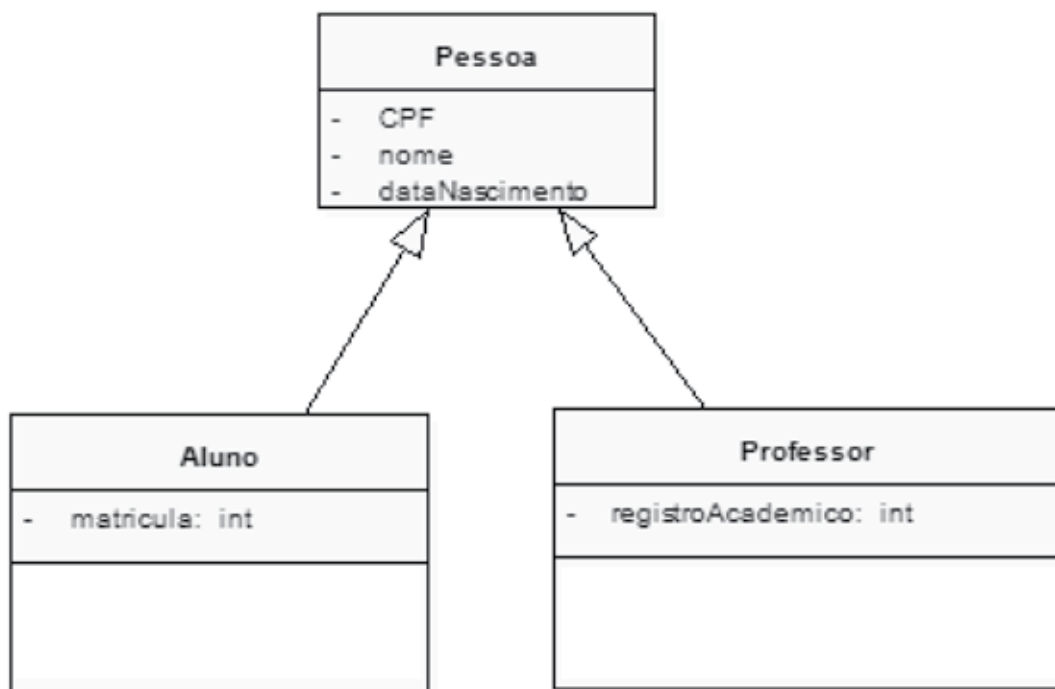 Pessoa
- CPF
- nome
- dataNascimento
Aluno
- matricula: int
Professor
- registroAcademico: int